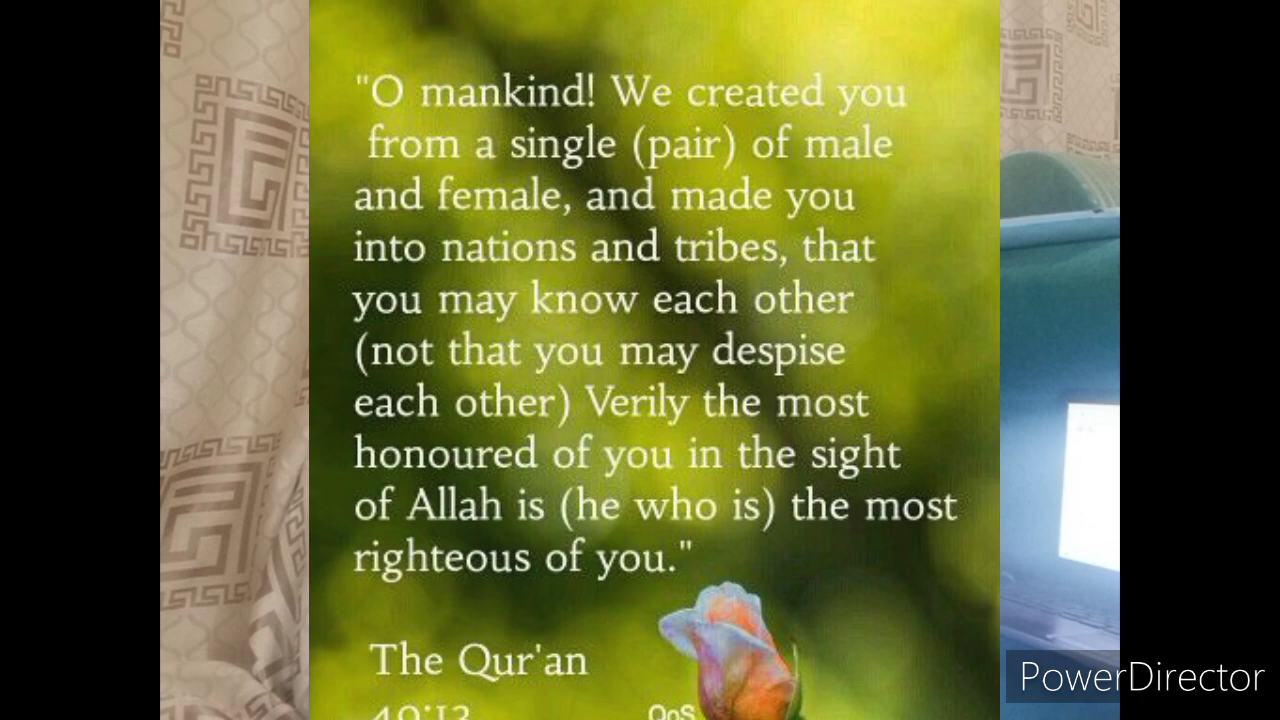 "O mankind! We created you
from a single (pair) of male
and female, and made you
into nations and tribes, that
you may know each other
(not that you may despise
each other) Verily the most
honoured of you in the sight
of Allah is (he who is) the most
righteous of you."
The Qur'an
49:13
QoS
PowerDirector